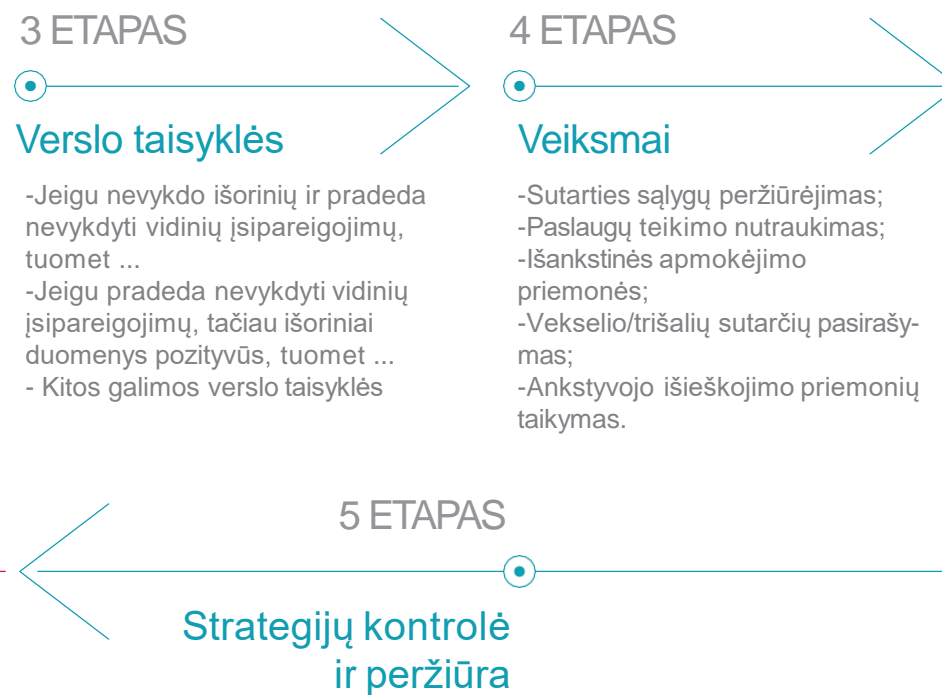 3 ETAPAS
Verslo taisyklės
-Jeigu nevykdo išorinių ir pradeda
nevykdyti vidinių įsipareigojimų,
tuomet ...
-Jeigu pradeda nevykdyti vidinių
įsipareigojimų, tačiau išoriniai
duomenys pozityvūs, tuomet ...
- Kitos galimos verslo taisyklės
4 ETAPAS
Veiksmai
-Sutarties sąlygų peržiūrėjimas;
-Paslaugų teikimo nutraukimas;
-Išankstinės apmokėjimo
priemonės;
-Vekselio/trišalių sutarčių pasirašy-
mas;
-Ankstyvojo išieškojimo priemonių
taikymas.
5 ETAPAS
Strategijų kontrolė
ir peržiūra